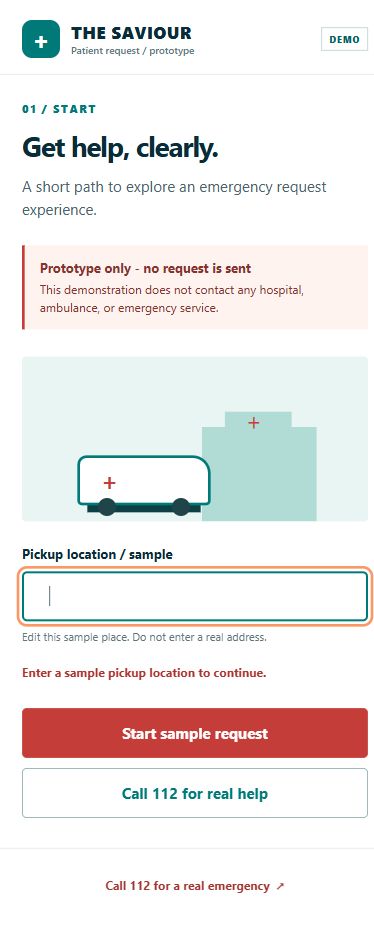 THE SAVIOUR
Patient request / prototype
DEMO
01 / START
Get help, clearly.
A short path to explore an emergency request
experience.
Prototype only - no request is sent
This demonstration does not contact any hospital,
ambulance, or emergency service.
Pickup location / sample
Edit this sample place. Do not enter a real address.
Enter a sample pickup location to continue.
Start sample request
Call 112 for real help
Call 112 for a real emergency ↗